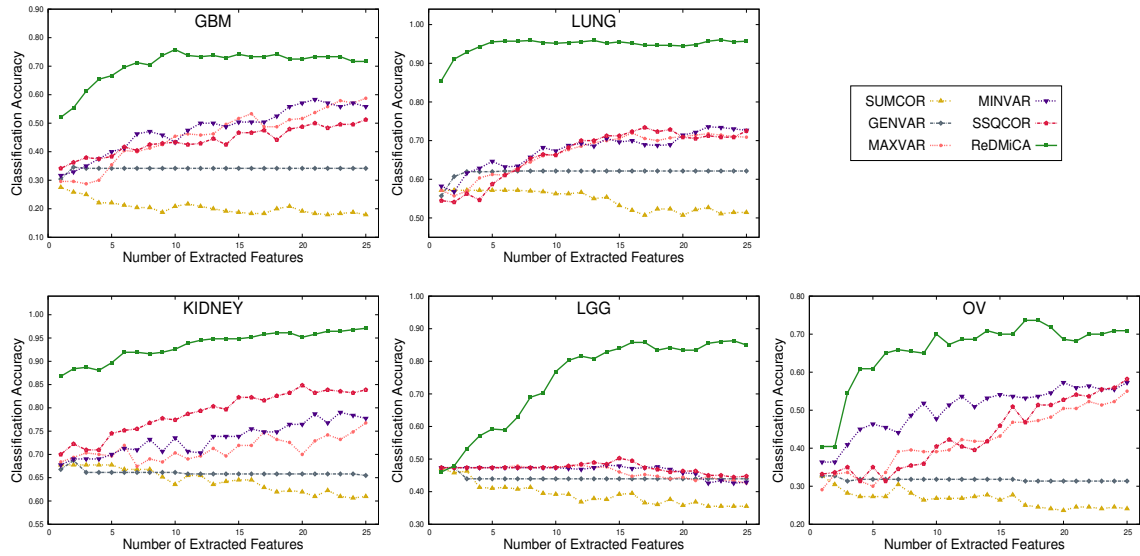 GBM
Classification Accuracy
0.90
0.80
0.70
0.60
0.50
0.40
0.30
0.20
0.10
0 5 10 15 20 25
Number of Extracted Features
LUNG
Classification Accuracy
1.00
0.90
0.80
0.70
0.60
0.50
0 5 10 15 20 25
Number of Extracted Features
SUMCOR MINVAR
GENVAR SSQCOR
MAXVAR ReDMiCA
KIDNEY
Classification Accuracy
1.00
0.95
0.90
0.85
0.80
0.75
0.70
0.65
0.60
0.55
0 5 10 15 20 25
Number of Extracted Features
LGG
Classification Accuracy
1.00
0.90
0.80
0.70
0.60
0.50
0.40
0.30
0 5 10 15 20 25
Number of Extracted Features
OV
Classification Accuracy
0.80
0.70
0.60
0.50
0.40
0.30
0.20
0 5 10 15 20 25
Number of Extracted Features